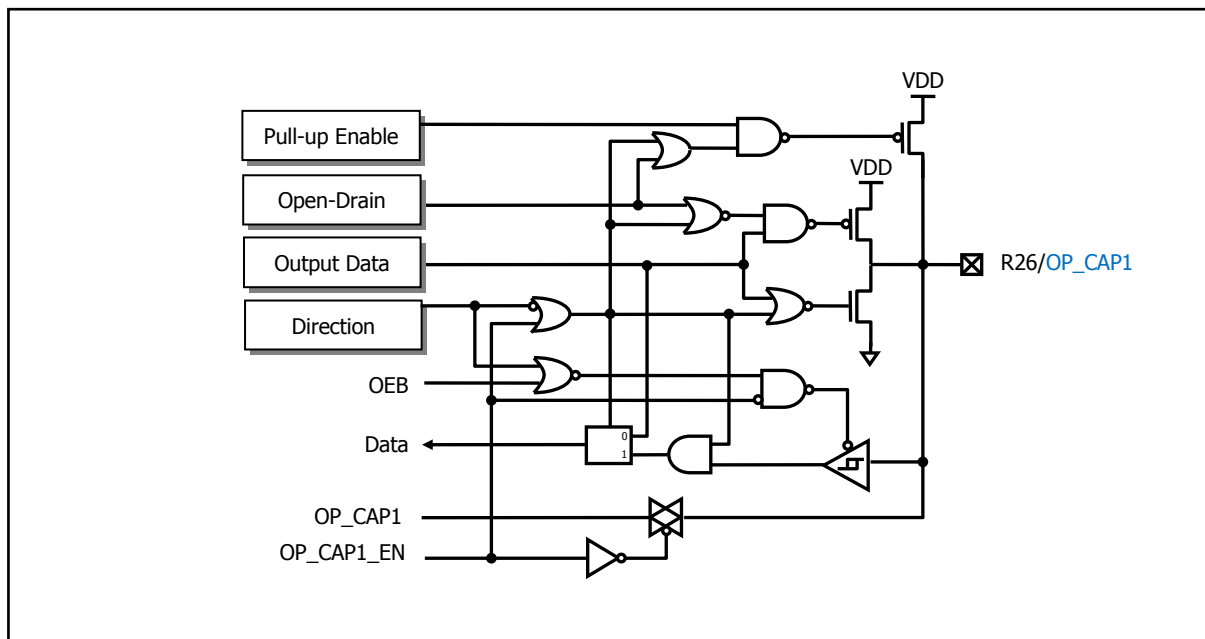 VDD
Pull-up Enable
VDD
Open-Drain
Output Data
R26/OP_CAP1
Direction
OEB
Data
0
1
OP_CAP1
OP_CAP1_EN